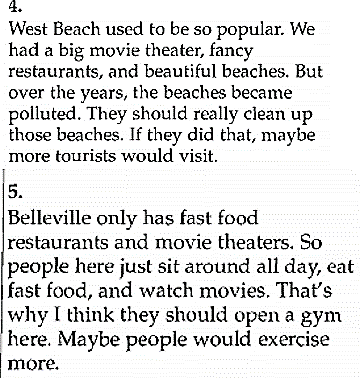 4.
West Beach used to be so popular. We
had a big movie theater, fancy
restaurants, and beautiful beaches. But
over the years, the beaches became
polluted. They should really clean up
those beaches. If they did that, maybe
more tourists would visit.
5.
Belleville only has fast food
restaurants and movie theaters. So
people here just sit around all day, eat
fast food, and watch movies. That's
why I think they should open a gym
here. Maybe people would exercise
more.